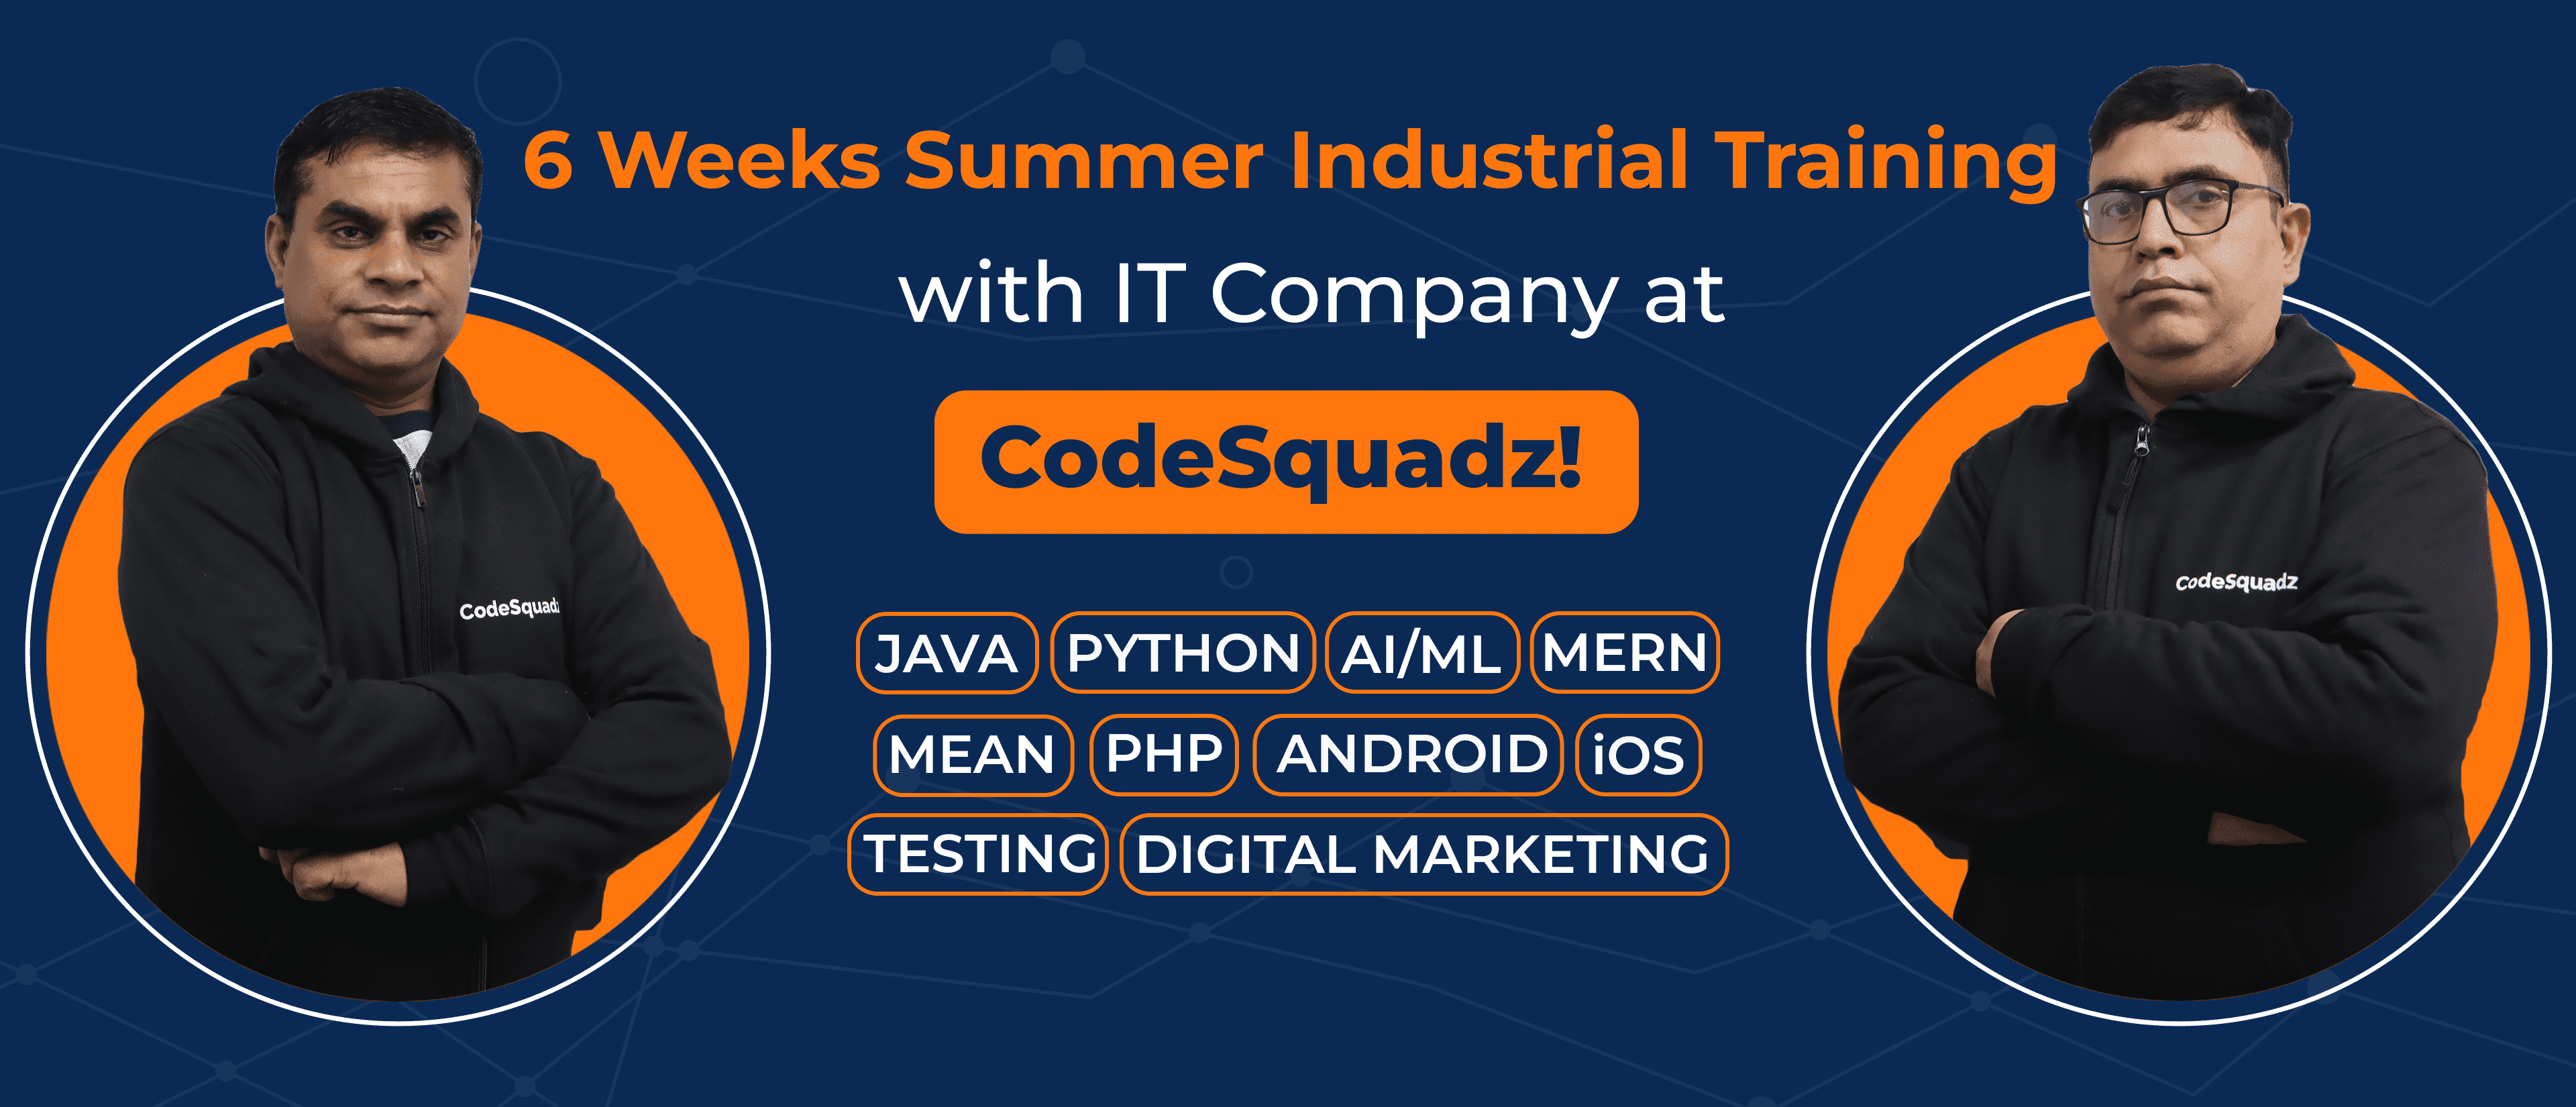 6 Weeks Summer Industrial Training
with IT Company at
CodeSquadz!
JAVA PYTHON AI/ML MERN
MEAN PHP ANDROID iOS
TESTING DIGITAL MARKETING
CodeSquadz
CodeSquadz